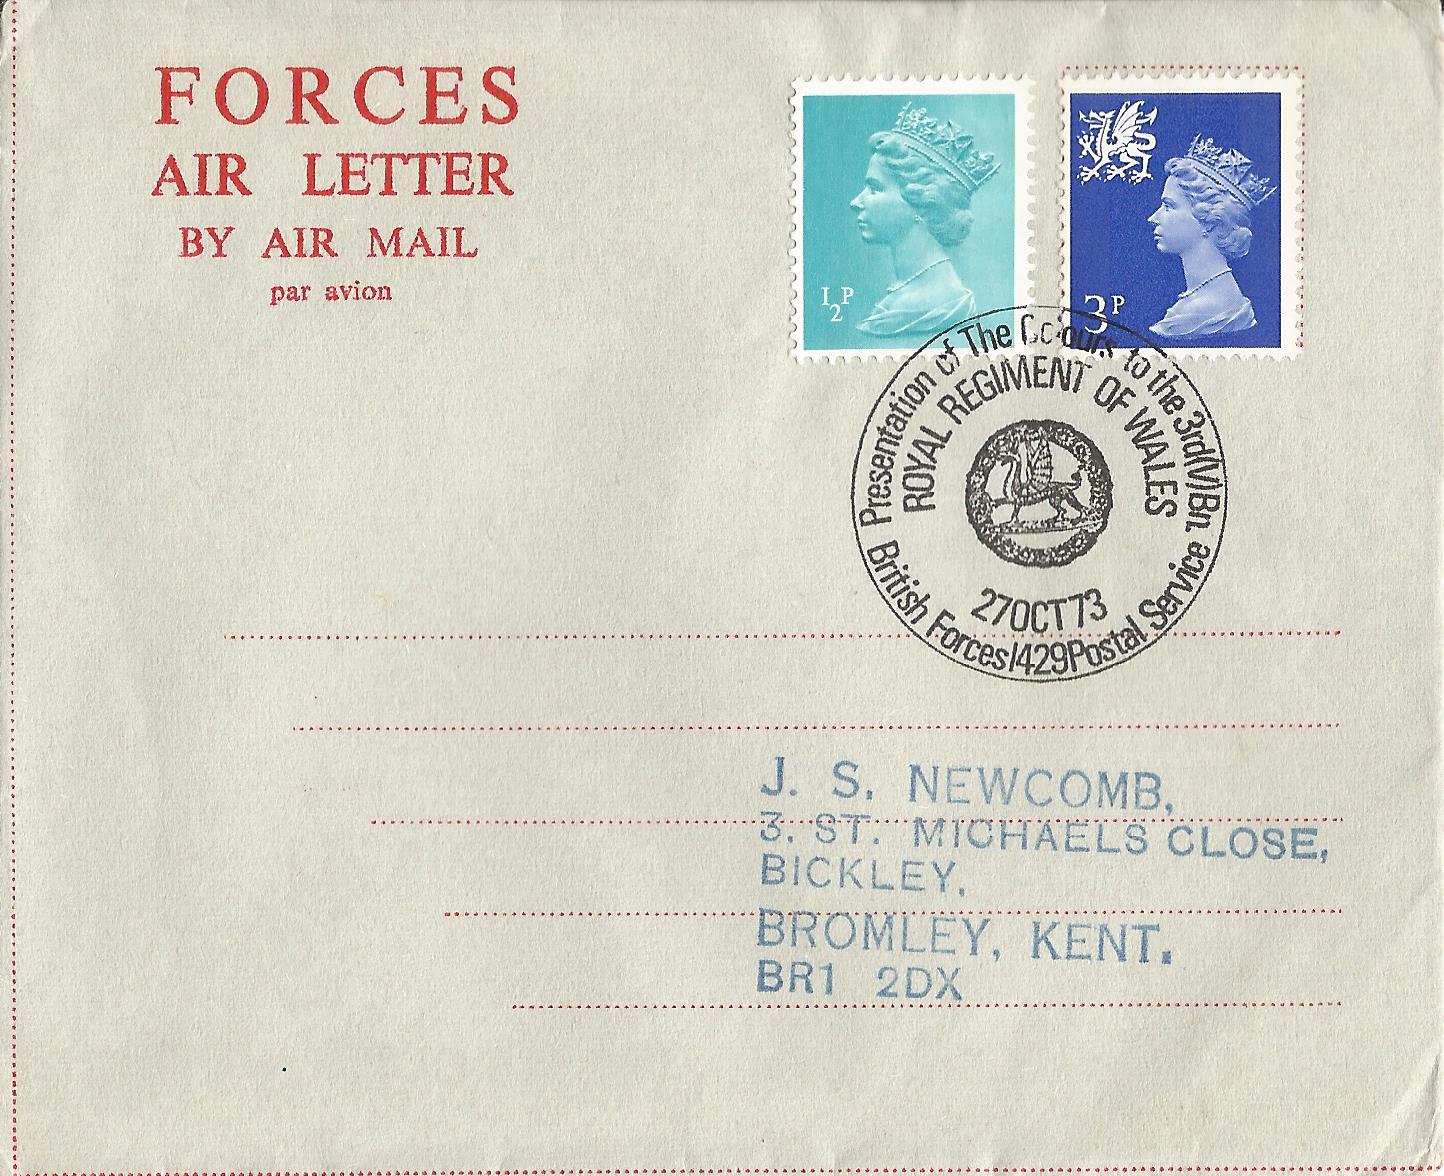 FORCES
AIR LETTER
BY AIR MAIL
par avion
½P
3P
Presentation of The Colours to the 3rd(V)Bn.
ROYAL REGIMENT OF WALES
27OCT73
British Forces 1429 Postal Service
J. S. NEWCOMB,
3, ST. MICHAELS CLOSE,
BICKLEY,
BROMLEY, KENT.
BR1 2DX